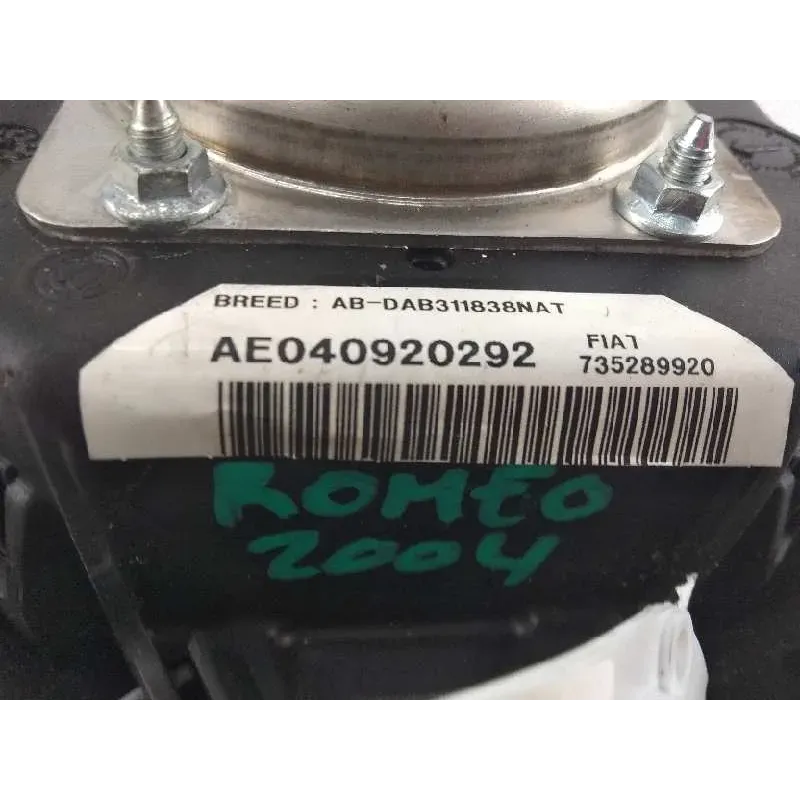 BREED : AB-DAB311838NAT
AE040920292
FIAT
735289920
ROMEO
2004